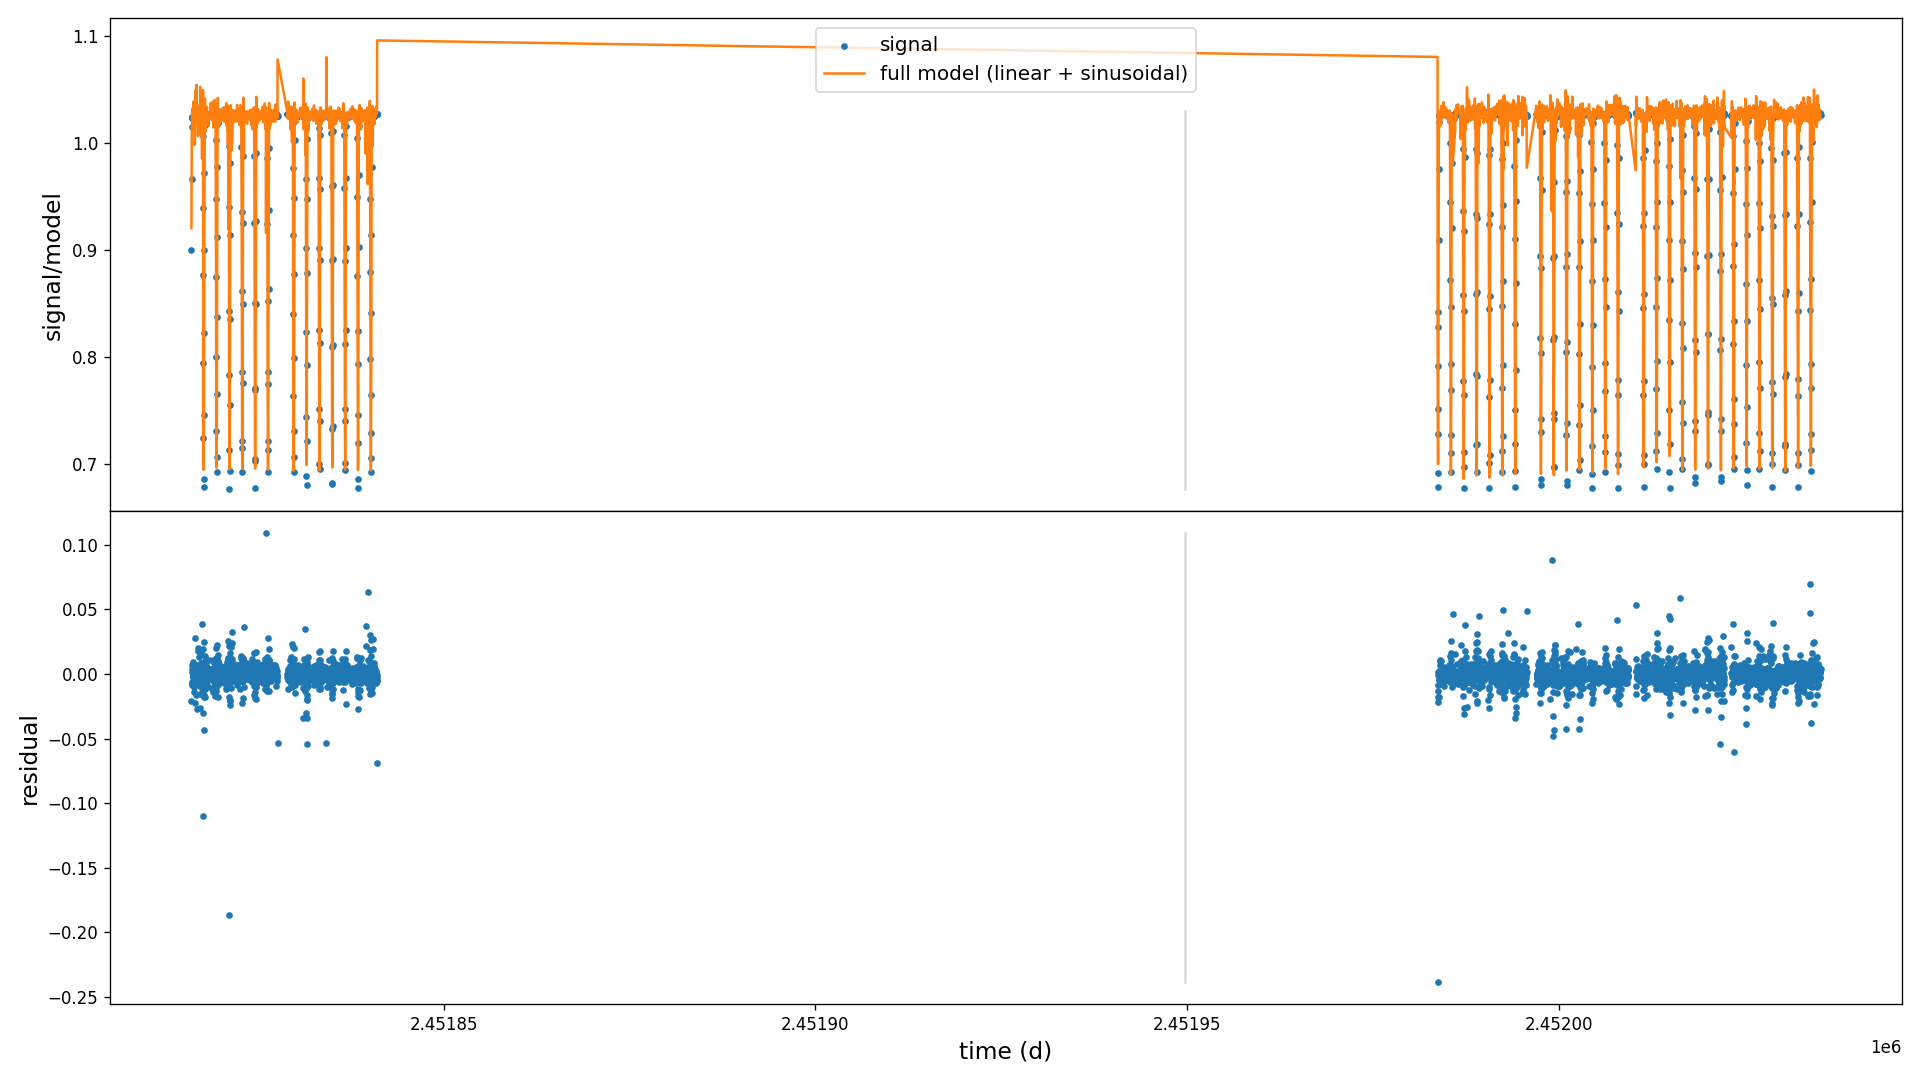 signal
full model (linear + sinusoidal)
signal/model
1.1
1.0
0.9
0.8
0.7
residual
0.10
0.05
0.00
−0.05
−0.10
−0.15
−0.20
−0.25
2.45185
2.45190
2.45195
2.45200
1e6
time (d)